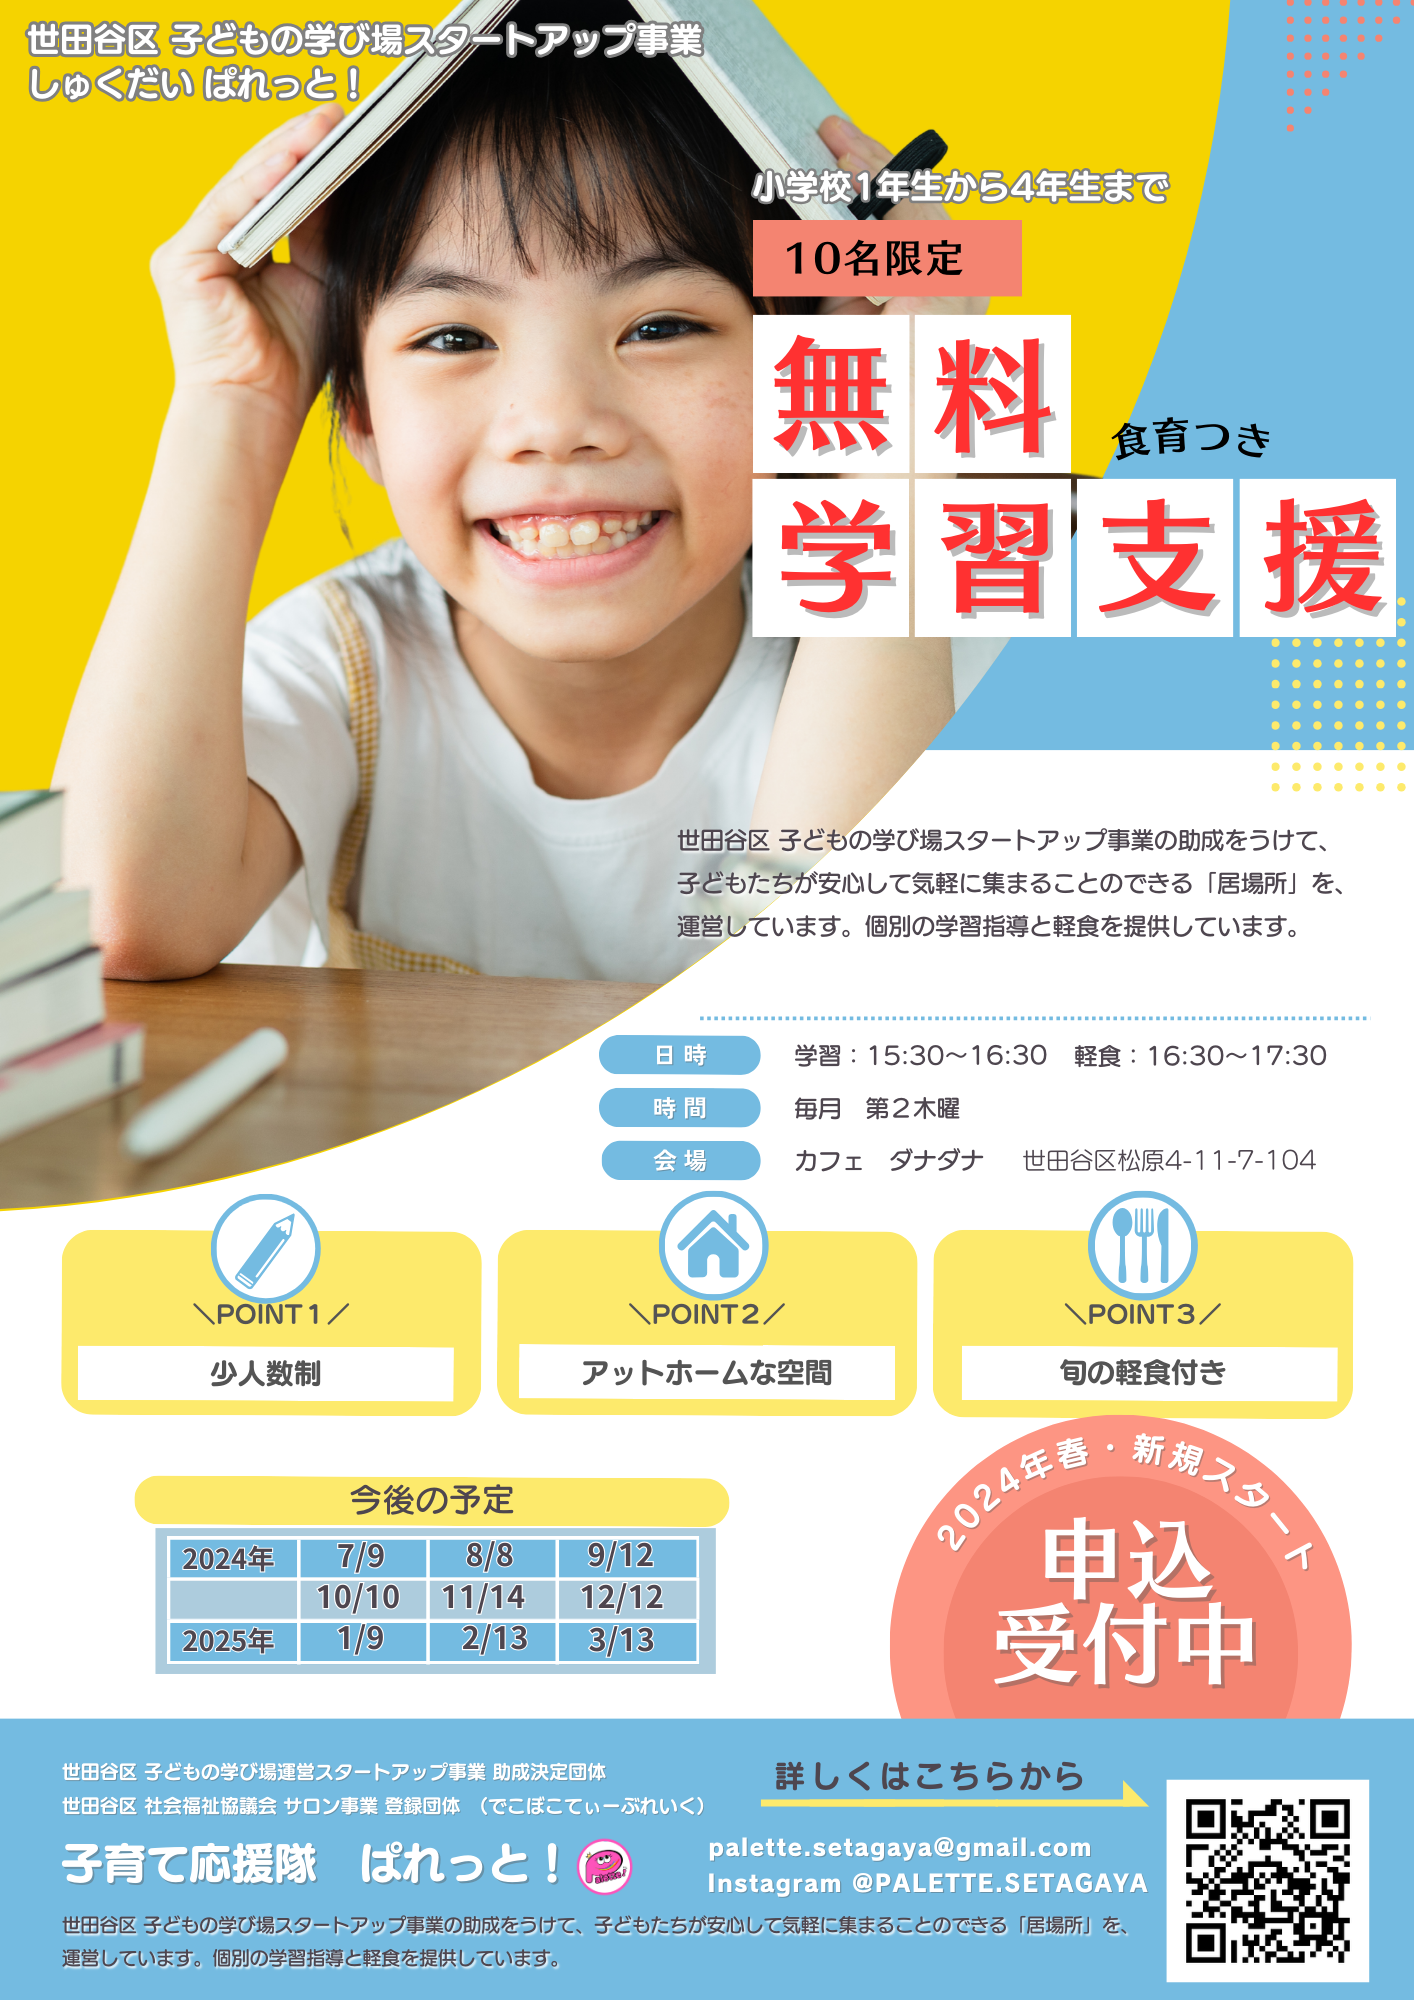 世田谷区 子どもの学び場スタートアップ事業
しゅくだい ぱれっと！
小学校1年生から4年生まで
10名限定
無料
食育つき
学習支援
世田谷区 子どもの学び場スタートアップ事業の助成をうけて、
子どもたちが安心して気軽に集まることのできる「居場所」を、
運営しています。個別の学習指導と軽食を提供しています。
日時 学習：15:30〜16:30 軽食：16:30〜17:30
時間 毎月 第２木曜
会場 カフェ ダナダナ 世田谷区松原4-11-7-104
＼POINT１／
少人数制
＼POINT２／
アットホームな空間
＼POINT３／
旬の軽食付き
今後の予定
2024年 7/9 8/8 9/12
10/10 11/14 12/12
2025年 1/9 2/13 3/13
2024年春・新規スタート
申込
受付中
世田谷区 子どもの学び場運営スタートアップ事業 助成決定団体
世田谷区 社会福祉協議会 サロン事業 登録団体 （でこぼこてぃーぶれいく）
子育て応援隊 ぱれっと！
世田谷区 子どもの学び場スタートアップ事業の助成をうけて、子どもたちが安心して気軽に集まることのできる「居場所」を、
運営しています。個別の学習指導と軽食を提供しています。
詳しくはこちらから
palette.setagaya@gmail.com
Instagram @PALETTE.SETAGAYA